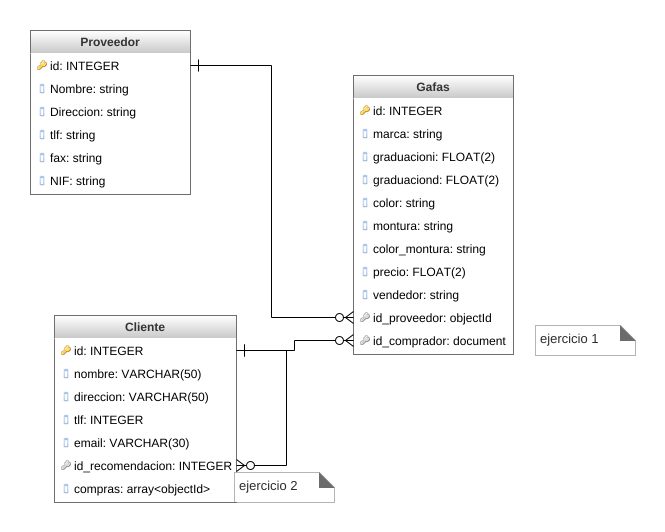 Proveedor
id: INTEGER
Nombre: string
Direccion: string
tlf: string
fax: string
NIF: string
Gafas
id: INTEGER
marca: string
graduacioni: FLOAT(2)
graduaciond: FLOAT(2)
color: string
montura: string
color_montura: string
precio: FLOAT(2)
vendedor: string
id_proveedor: objectId
id_comprador: document
Cliente
id: INTEGER
nombre: VARCHAR(50)
direccion: VARCHAR(50)
tlf: INTEGER
email: VARCHAR(30)
id_recomendacion: INTEGER
compras: array<objectId>
ejercicio 1
ejercicio 2